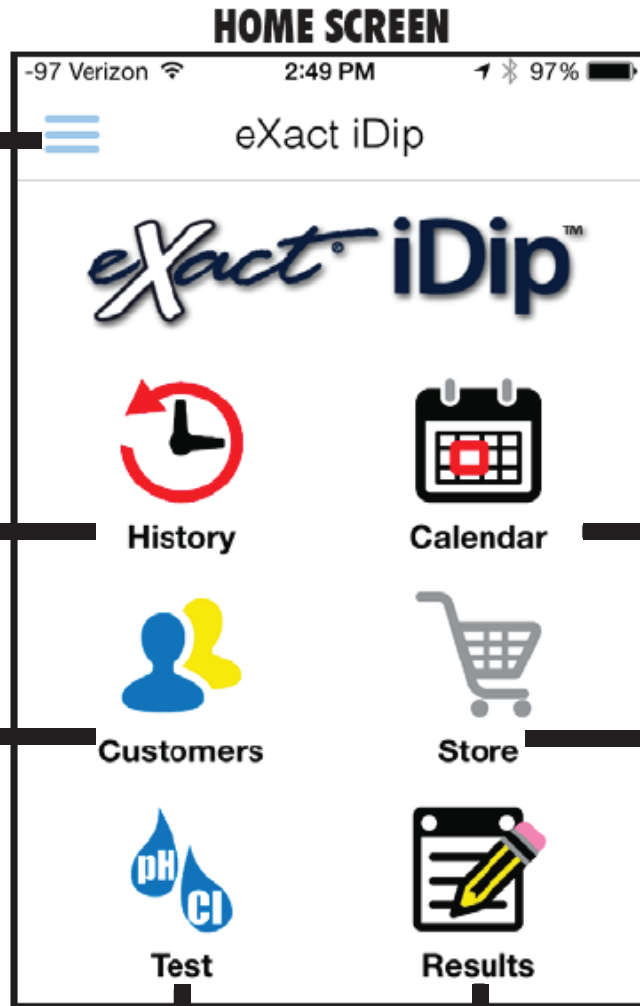 HOME SCREEN
-97 Verizon 2:49 PM 97%
eXact iDip
eXact® iDip™
History Calendar
Customers Store
pH
Cl
Test Results